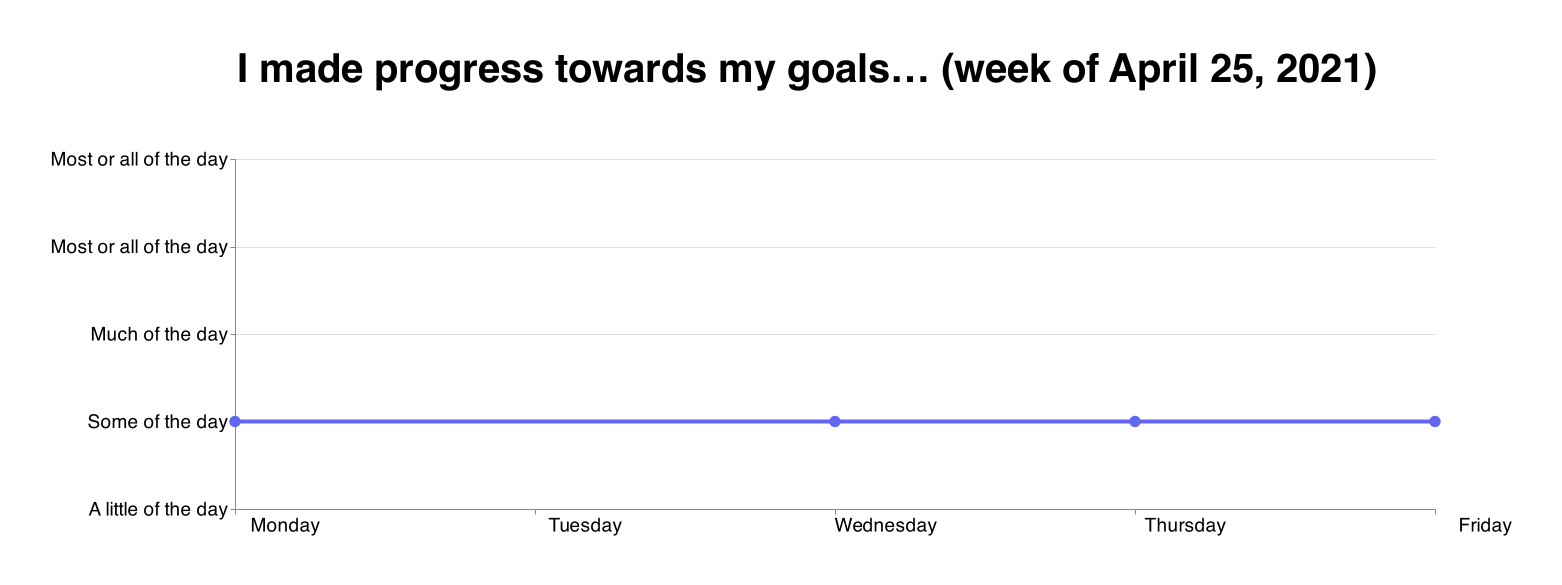 I made progress towards my goals… (week of April 25, 2021)
Most or all of the day
Most or all of the day
Much of the day
Some of the day
A little of the day
Monday Tuesday Wednesday Thursday Friday